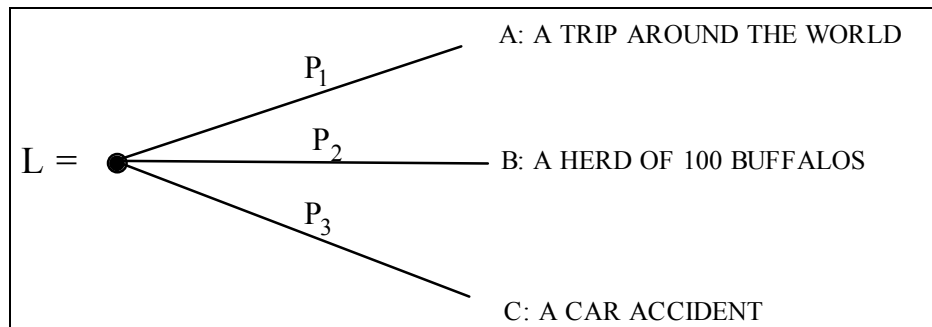 A: A TRIP AROUND THE WORLD
P1
L =
P2
B: A HERD OF 100 BUFFALOS
P3
C: A CAR ACCIDENT